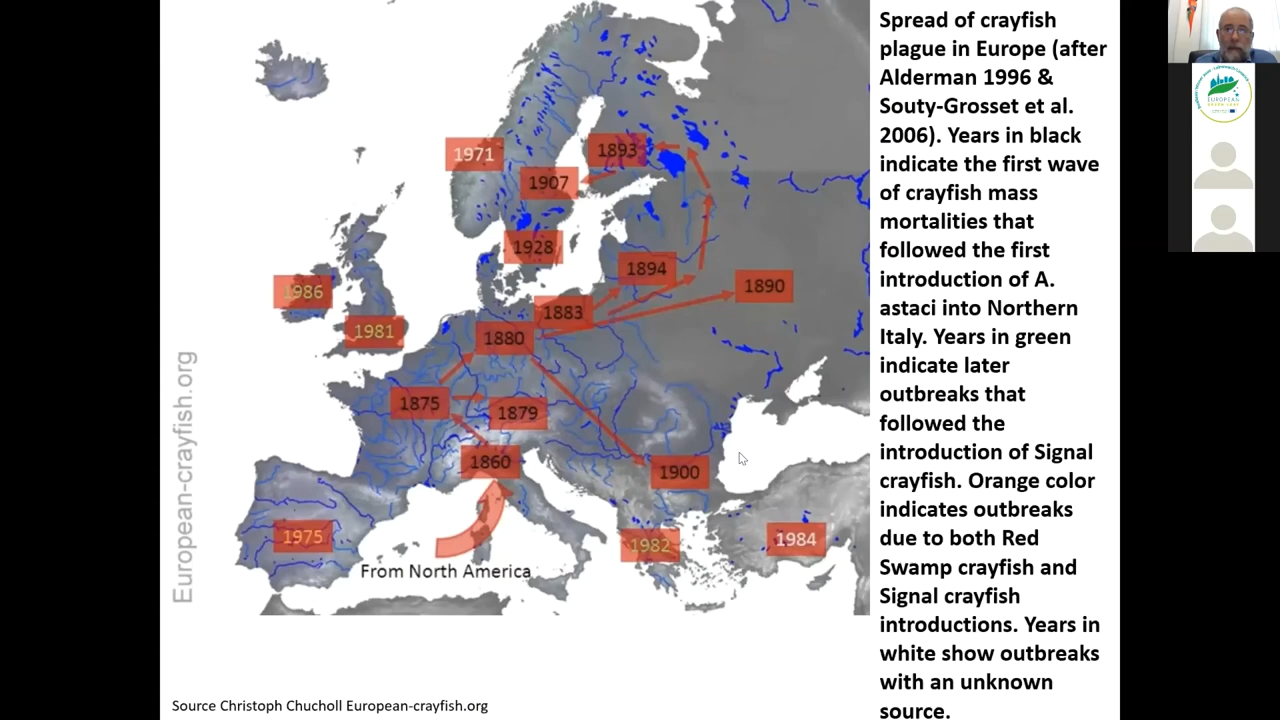 Spread of crayfish
plague in Europe (after
Alderman 1996 &
Souty-Grosset et al.
2006). Years in black
indicate the first wave
of crayfish mass
mortalities that
followed the first
introduction of A.
astaci into Northern
Italy. Years in green
indicate later
outbreaks that
followed the
introduction of Signal
crayfish. Orange color
indicates outbreaks
due to both Red
Swamp crayfish and
Signal crayfish
introductions. Years in
white show outbreaks
with an unknown
source.
1971
1893
1907
1928
1894
1986
1890
1883
1981
1880
1875
1879
1860
1900
1975
1982
1984
From North America
European-crayfish.org
Source Christoph Chucholl European-crayfish.org
EUROPEAN